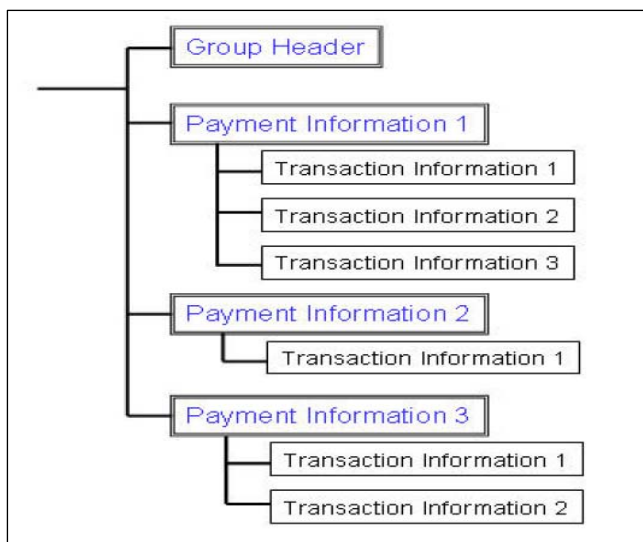 Group Header
Payment Information 1
Transaction Information 1
Transaction Information 2
Transaction Information 3
Payment Information 2
Transaction Information 1
Payment Information 3
Transaction Information 1
Transaction Information 2